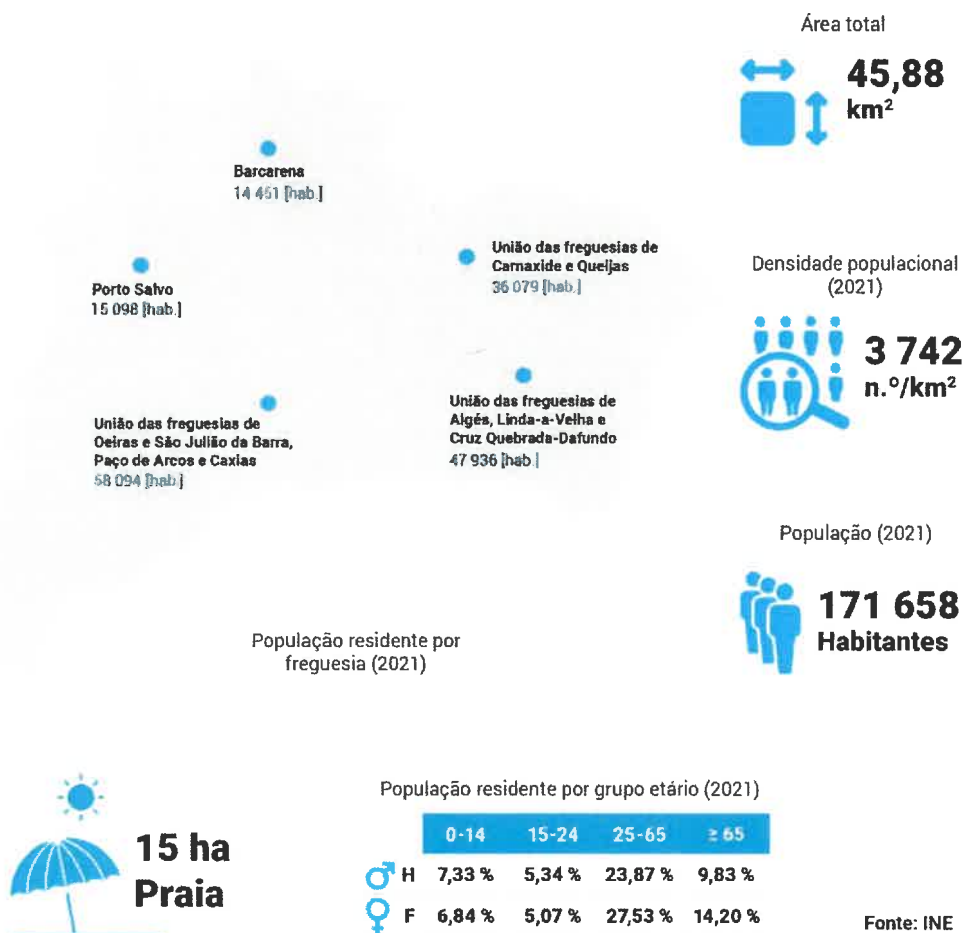 Área total
45,88
km²
Barcarena
14 451 [hab.]
União das freguesias de
Carnaxide e Queijas
36 079 [hab.]
Porto Salvo
15 098 [hab.]
Densidade populacional
(2021)
3 742
n.º/km²
União das freguesias de
Oeiras e São Julião da Barra,
Paço de Arcos e Caxias
58 094 [hab.]
União das freguesias de
Algés, Linda-a-Velha e
Cruz Quebrada-Dafundo
47 936 [hab.]
População (2021)
171 658
Habitantes
População residente por
freguesia (2021)
15 ha
Praia
População residente por grupo etário (2021)
0-14 15-24 25-65 ≥ 65
H 7,33 % 5,34 % 23,87 % 9,83 %
F 6,84 % 5,07 % 27,53 % 14,20 %
Fonte: INE